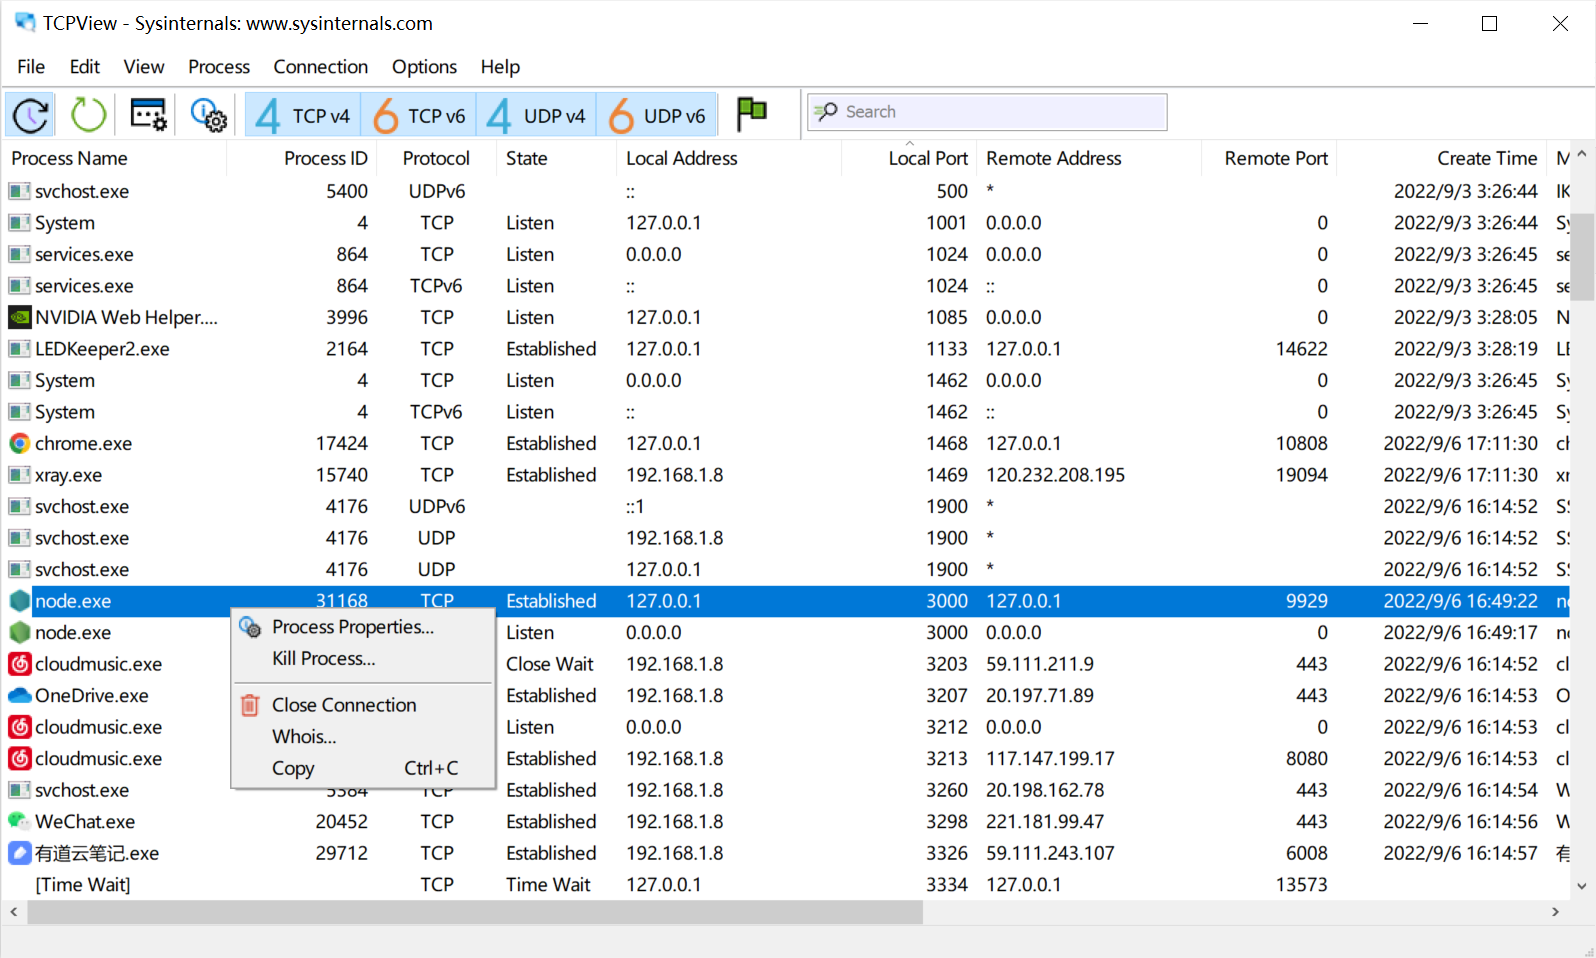 TCPView - Sysinternals: www.sysinternals.com
File Edit View Process Connection Options Help
4 TCP v4 6 TCP v6 4 UDP v4 6 UDP v6 Search
Process Name Process ID Protocol State Local Address Local Port Remote Address Remote Port Create Time
svchost.exe 5400 UDPv6 :: 500 * 2022/9/3 3:26:44
System 4 TCP Listen 127.0.0.1 1001 0.0.0.0 0 2022/9/3 3:26:44
services.exe 864 TCP Listen 0.0.0.0 1024 0.0.0.0 0 2022/9/3 3:26:45
services.exe 864 TCPv6 Listen :: 1024 :: 0 2022/9/3 3:26:45
NVIDIA Web Helper.... 3996 TCP Listen 127.0.0.1 1085 0.0.0.0 0 2022/9/3 3:28:05
LEDKeeper2.exe 2164 TCP Established 127.0.0.1 1133 127.0.0.1 14622 2022/9/3 3:28:19
System 4 TCP Listen 0.0.0.0 1462 0.0.0.0 0 2022/9/3 3:26:45
System 4 TCPv6 Listen :: 1462 :: 0 2022/9/3 3:26:45
chrome.exe 17424 TCP Established 127.0.0.1 1468 127.0.0.1 10808 2022/9/6 17:11:30
xray.exe 15740 TCP Established 192.168.1.8 1469 120.232.208.195 19094 2022/9/6 17:11:30
svchost.exe 4176 UDPv6 ::1 1900 * 2022/9/6 16:14:52
svchost.exe 4176 UDP 192.168.1.8 1900 * 2022/9/6 16:14:52
svchost.exe 4176 UDP 127.0.0.1 1900 * 2022/9/6 16:14:52
node.exe 31168 TCP Established 127.0.0.1 3000 127.0.0.1 9929 2022/9/6 16:49:22
node.exe Listen 0.0.0.0 3000 0.0.0.0 0 2022/9/6 16:49:17
cloudmusic.exe Close Wait 192.168.1.8 3203 59.111.211.9 443 2022/9/6 16:14:52
OneDrive.exe Established 192.168.1.8 3207 20.197.71.89 443 2022/9/6 16:14:53
cloudmusic.exe Listen 0.0.0.0 3212 0.0.0.0 0 2022/9/6 16:14:53
cloudmusic.exe Established 192.168.1.8 3213 117.147.199.17 8080 2022/9/6 16:14:53
svchost.exe 5384 TCP Established 192.168.1.8 3260 20.198.162.78 443 2022/9/6 16:14:54
WeChat.exe 20452 TCP Established 192.168.1.8 3298 221.181.99.47 443 2022/9/6 16:14:56
有道云笔记.exe 29712 TCP Established 192.168.1.8 3326 59.111.243.107 6008 2022/9/6 16:14:57
[Time Wait] TCP Time Wait 127.0.0.1 3334 127.0.0.1 13573
Process Properties...
Kill Process...
Close Connection
Whois...
Copy Ctrl+C